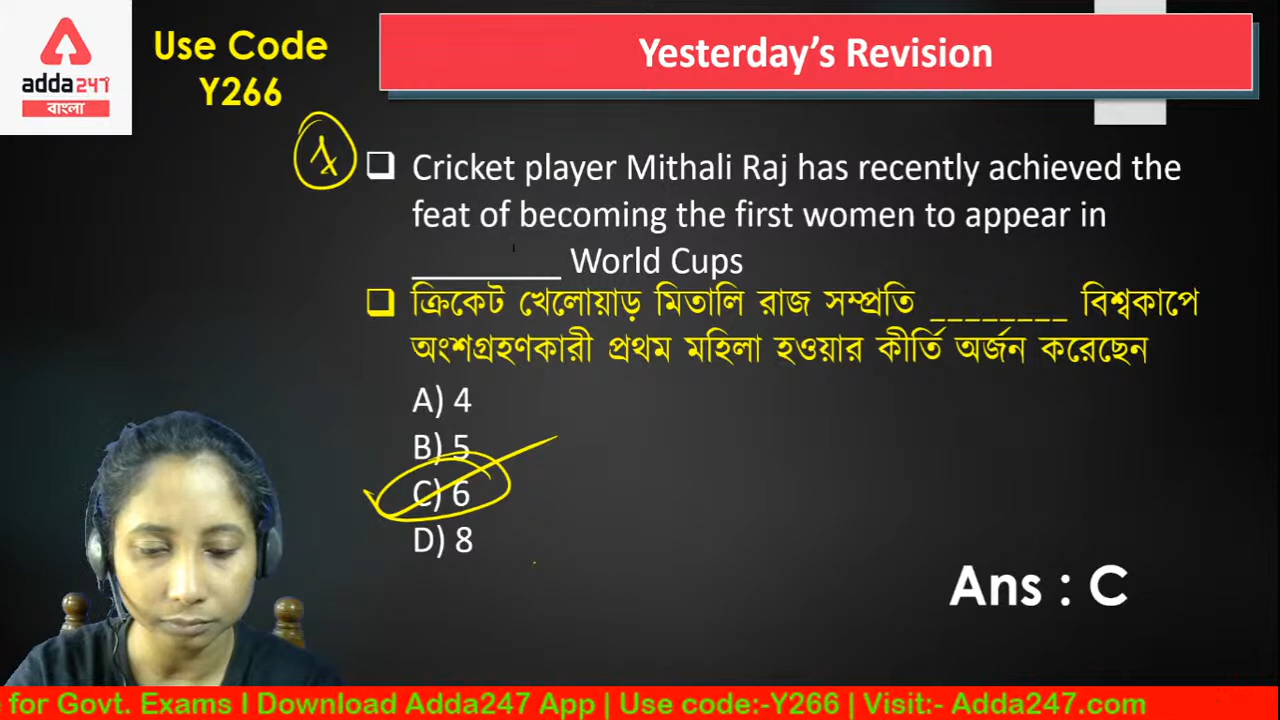 Use Code
Y266
adda247
বাংলা
Yesterday's Revision
Cricket player Mithali Raj has recently achieved the
feat of becoming the first women to appear in
_________ World Cups
ক্রিকেট খেলোয়াড় মিতালি রাজ সম্প্রতি ________ বিশ্বকাপে
অংশগ্রহণকারী প্রথম মহিলা হওয়ার কীর্তি অর্জন করেছেন
A) 4
B) 5
C) 6
D) 8
Ans : C
for Govt. Exams I Download Adda247 App | Use code:-Y266 | Visit:- Adda247.com